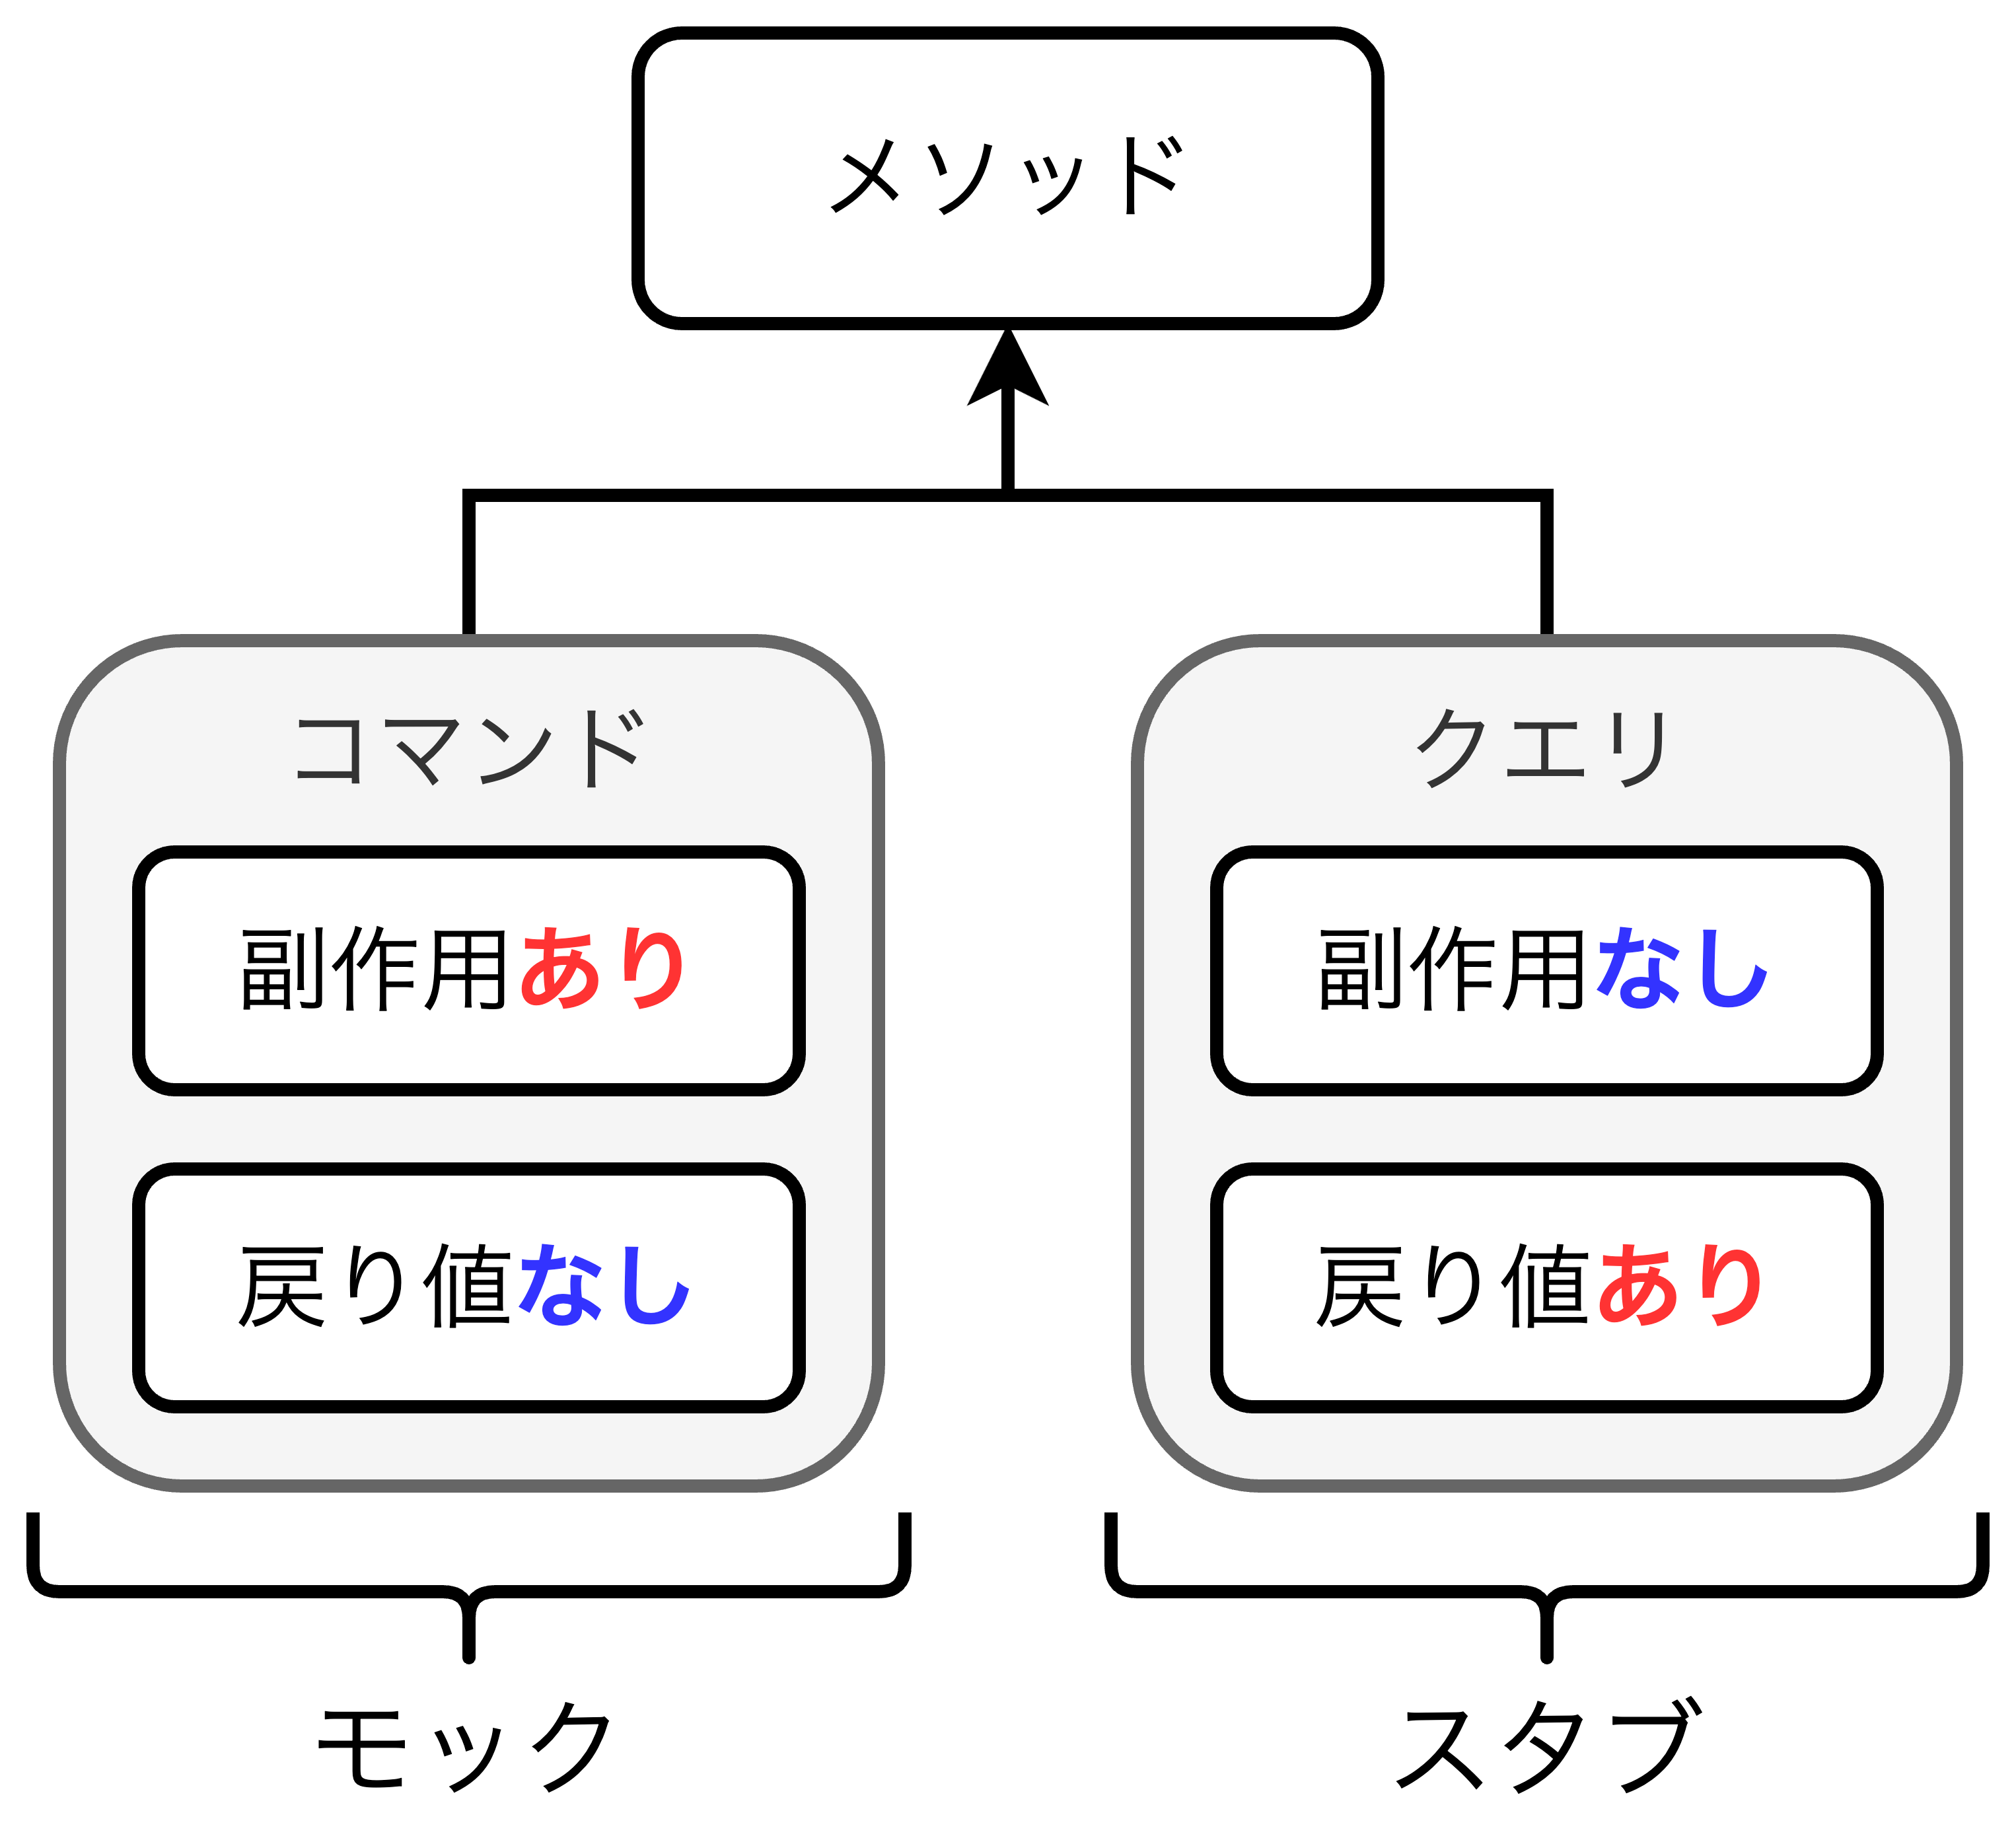 メソッド
コマンド
副作用あり
戻り値なし
モック
クエリ
副作用なし
戻り値あり
スタブ